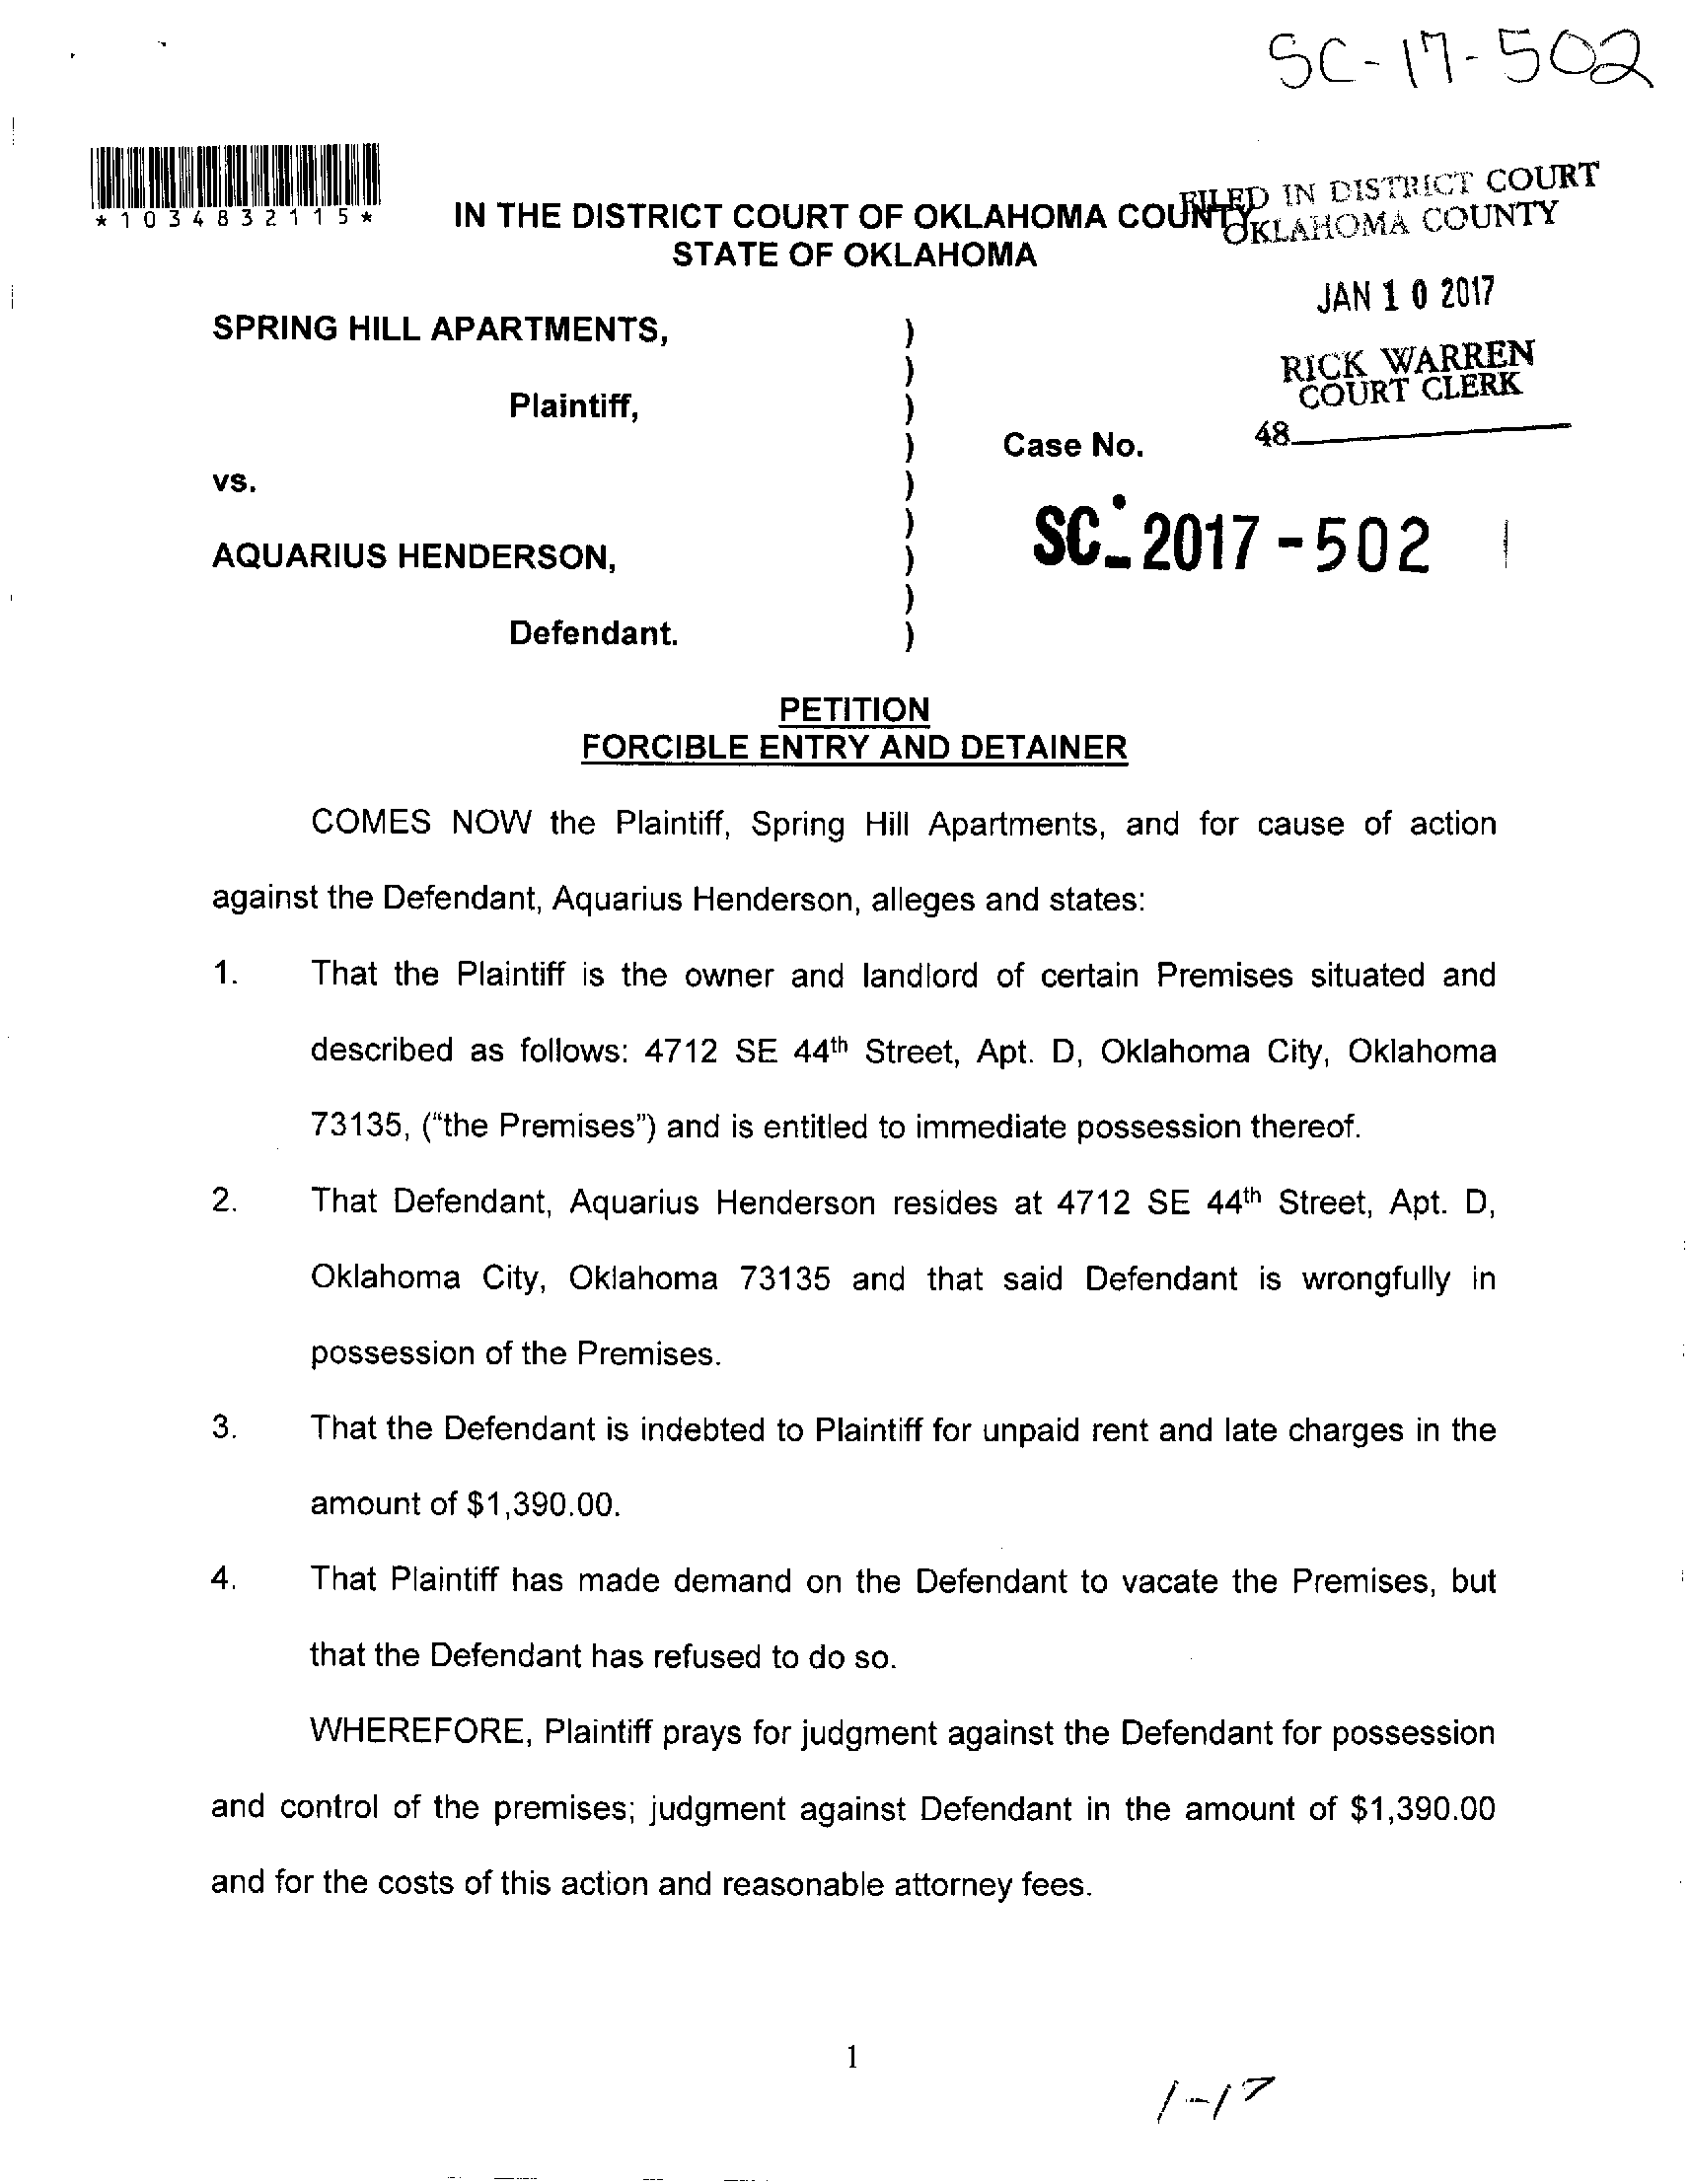 SC-17-502
*1034832115*
IN THE DISTRICT COURT OF OKLAHOMA COUNTY
STATE OF OKLAHOMA
FILED IN DISTRICT COURT
OKLAHOMA COUNTY
JAN 10 2017
RICK WARREN
COURT CLERK
48
SPRING HILL APARTMENTS, )
)
Plaintiff, )
) Case No.
vs. )
) SC-2017-502
AQUARIUS HENDERSON, )
)
Defendant. )
PETITION
FORCIBLE ENTRY AND DETAINER
COMES NOW the Plaintiff, Spring Hill Apartments, and for cause of action
against the Defendant, Aquarius Henderson, alleges and states:
1. That the Plaintiff is the owner and landlord of certain Premises situated and
described as follows: 4712 SE 44th Street, Apt. D, Oklahoma City, Oklahoma
73135, ("the Premises") and is entitled to immediate possession thereof.
2. That Defendant, Aquarius Henderson resides at 4712 SE 44th Street, Apt. D,
Oklahoma City, Oklahoma 73135 and that said Defendant is wrongfully in
possession of the Premises.
3. That the Defendant is indebted to Plaintiff for unpaid rent and late charges in the
amount of $1,390.00.
4. That Plaintiff has made demand on the Defendant to vacate the Premises, but
that the Defendant has refused to do so.
WHEREFORE, Plaintiff prays for judgment against the Defendant for possession
and control of the premises; judgment against Defendant in the amount of $1,390.00
and for the costs of this action and reasonable attorney fees.
1
1-17